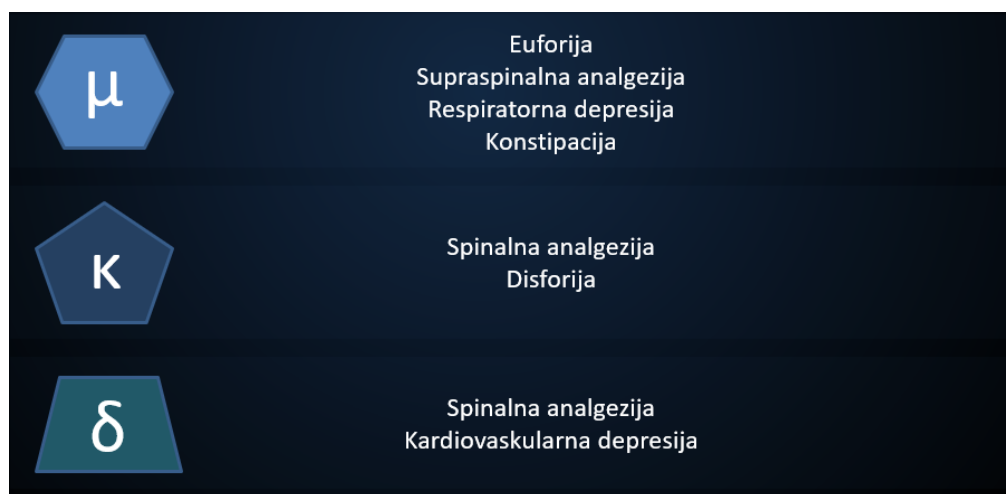 μ
Euforija
Supraspinalna analgezija
Respiratorna depresija
Konstipacija
κ
Spinalna analgezija
Disforija
δ
Spinalna analgezija
Kardiovaskularna depresija